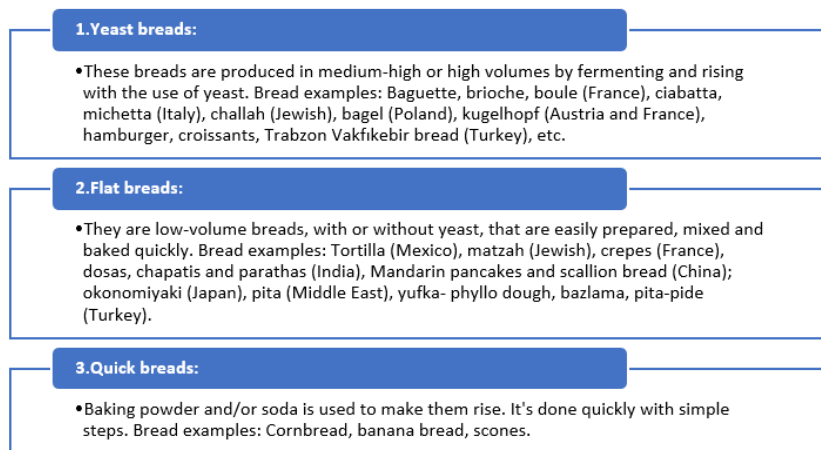 1.Yeast breads:
•These breads are produced in medium-high or high volumes by fermenting and rising
with the use of yeast. Bread examples: Baguette, brioche, boule (France), ciabatta,
michetta (Italy), challah (Jewish), bagel (Poland), kugelhopf (Austria and France),
hamburger, croissants, Trabzon Vakfıkebir bread (Turkey), etc.
2.Flat breads:
•They are low-volume breads, with or without yeast, that are easily prepared, mixed and
baked quickly. Bread examples: Tortilla (Mexico), matzah (Jewish), crepes (France),
dosas, chapatis and parathas (India), Mandarin pancakes and scallion bread (China);
okonomiyaki (Japan), pita (Middle East), yufka- phyllo dough, bazlama, pita-pide
(Turkey).
3.Quick breads:
•Baking powder and/or soda is used to make them rise. It's done quickly with simple
steps. Bread examples: Cornbread, banana bread, scones.